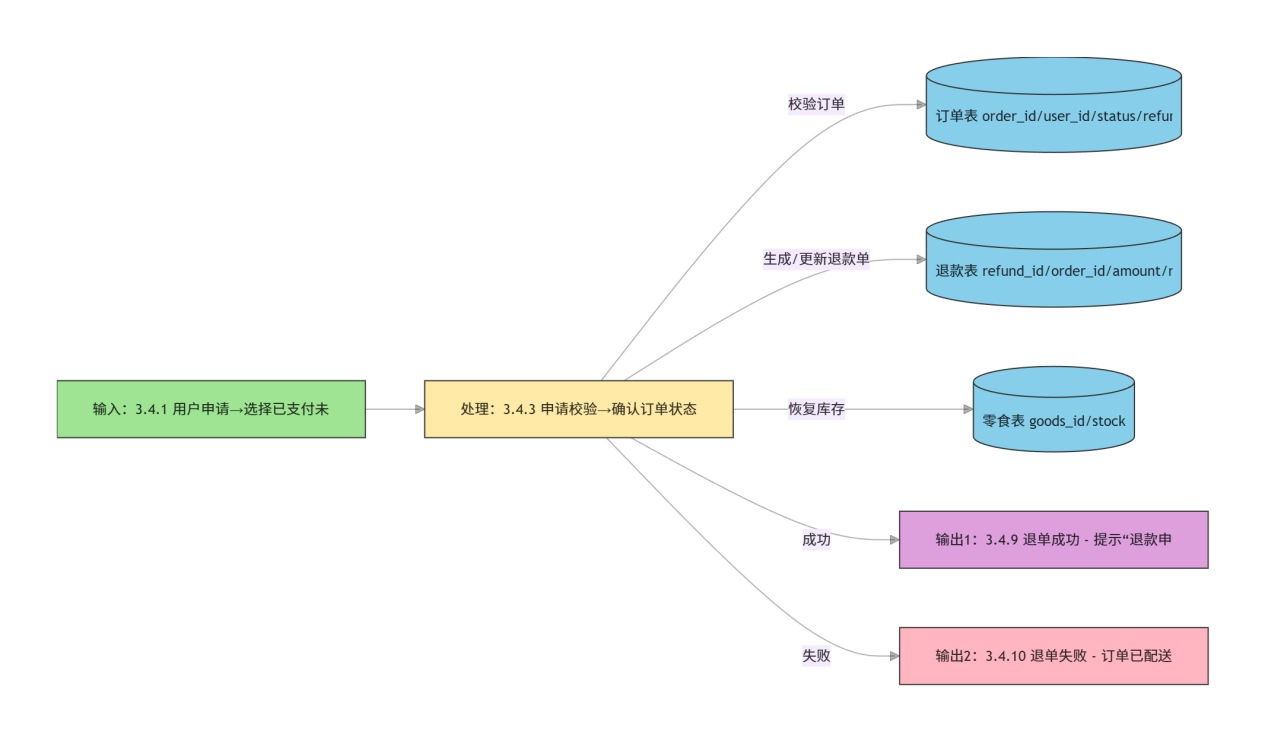 校验订单
订单表 order_id/user_id/status/refu
生成/更新退款单
退款表 refund_id/order_id/amount/r
输入：3.4.1 用户申请→选择已支付未
处理：3.4.3 申请校验→确认订单状态
恢复库存
零食表 goods_id/stock
成功
输出1：3.4.9 退单成功 - 提示“退款申
失败
输出2：3.4.10 退单失败 - 订单已配送